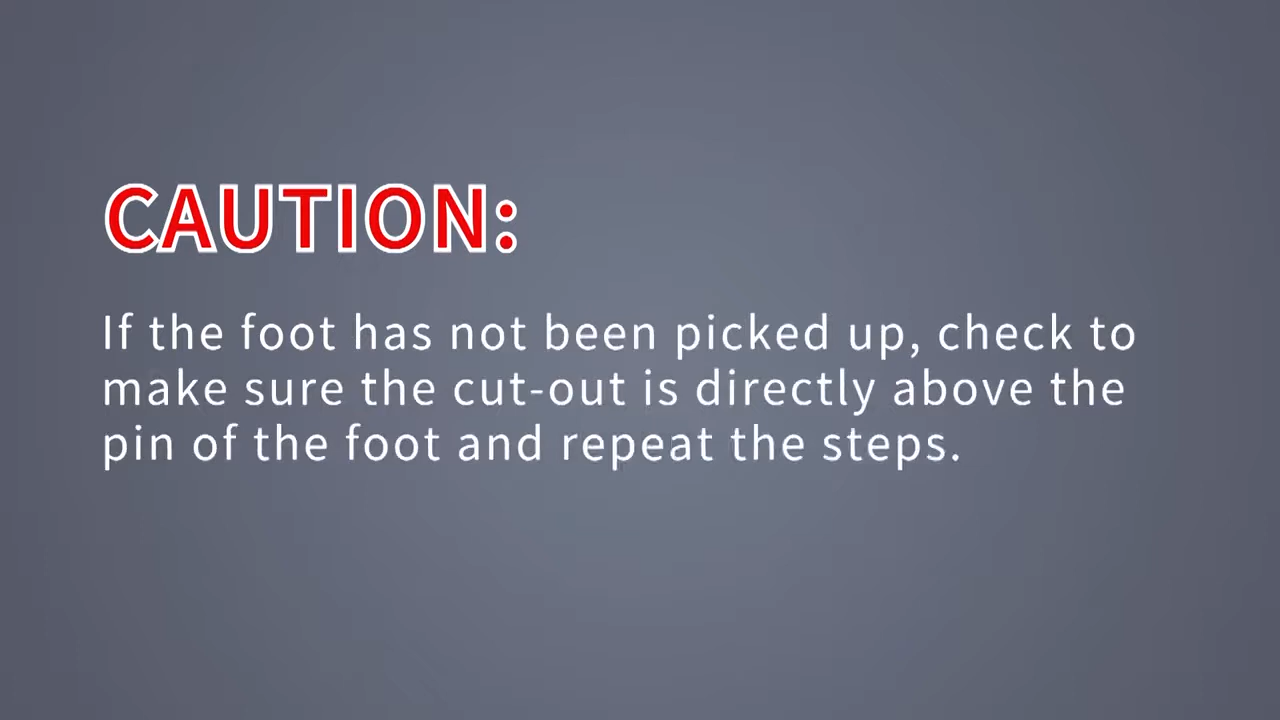 CAUTION:
If the foot has not been picked up, check to
make sure the cut-out is directly above the
pin of the foot and repeat the steps.